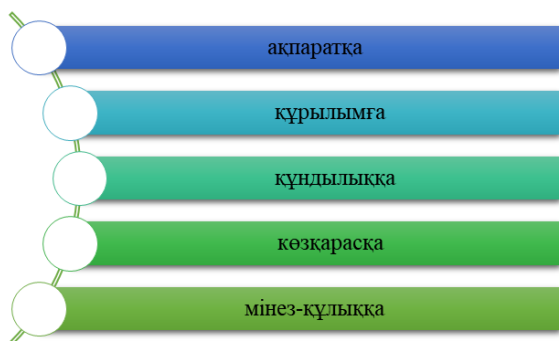 ақпаратқа
құрылымға
құндылыққа
көзқарасқа
мінез-құлыққа